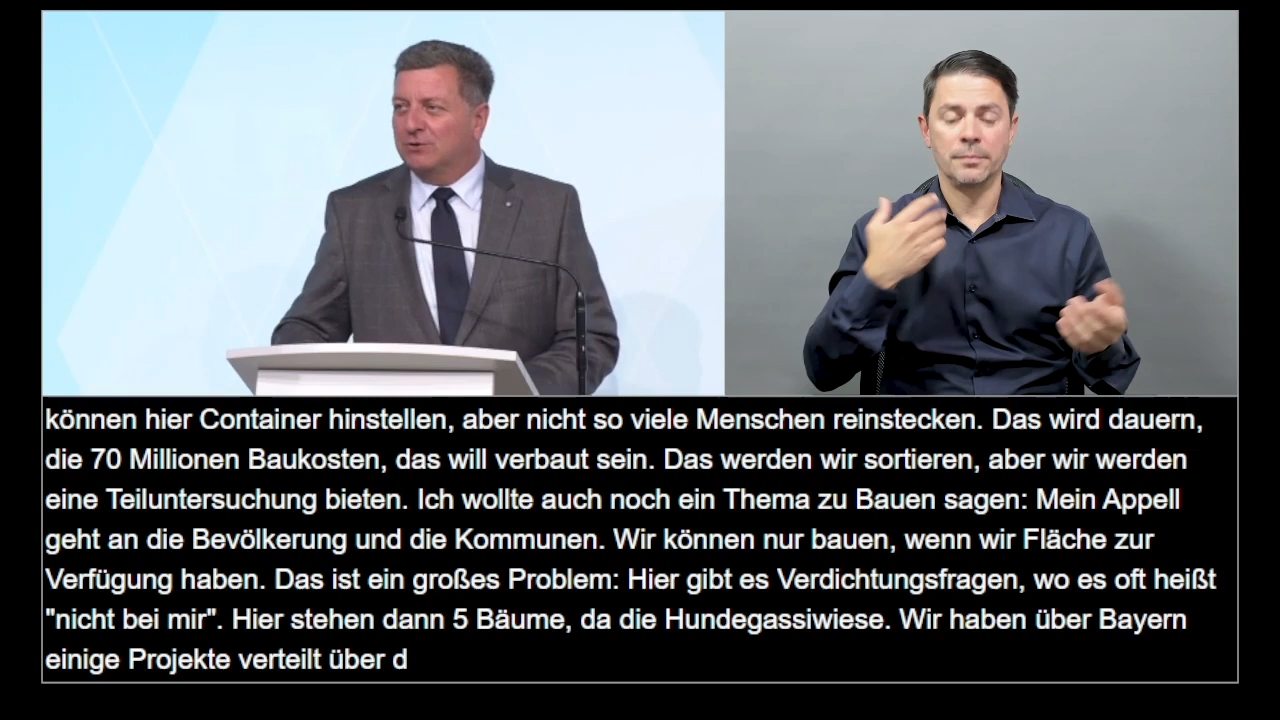 können hier Container hinstellen, aber nicht so viele Menschen reinstecken. Das wird dauern,
die 70 Millionen Baukosten, das will verbaut sein. Das werden wir sortieren, aber wir werden
eine Teiluntersuchung bieten. Ich wollte auch noch ein Thema zu Bauen sagen: Mein Appell
geht an die Bevölkerung und die Kommunen. Wir können nur bauen, wenn wir Fläche zur
Verfügung haben. Das ist ein großes Problem: Hier gibt es Verdichtungsfragen, wo es oft heißt
"nicht bei mir". Hier stehen dann 5 Bäume, da die Hundegassiwiese. Wir haben über Bayern
einige Projekte verteilt über d